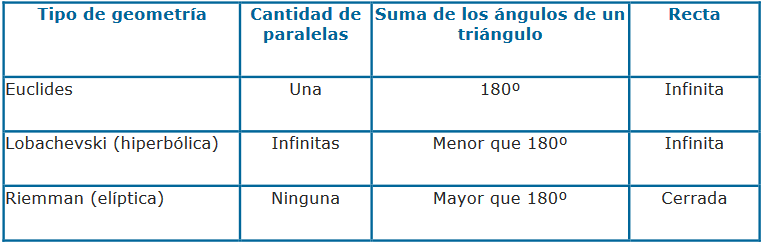 Tipo de geometría
Cantidad de
paralelas
Suma de los ángulos de un
triángulo
Recta
Euclides
Una
180º
Infinita
Lobachevski (hiperbólica)
Infinitas
Menor que 180º
Infinita
Riemman (elíptica)
Ninguna
Mayor que 180º
Cerrada